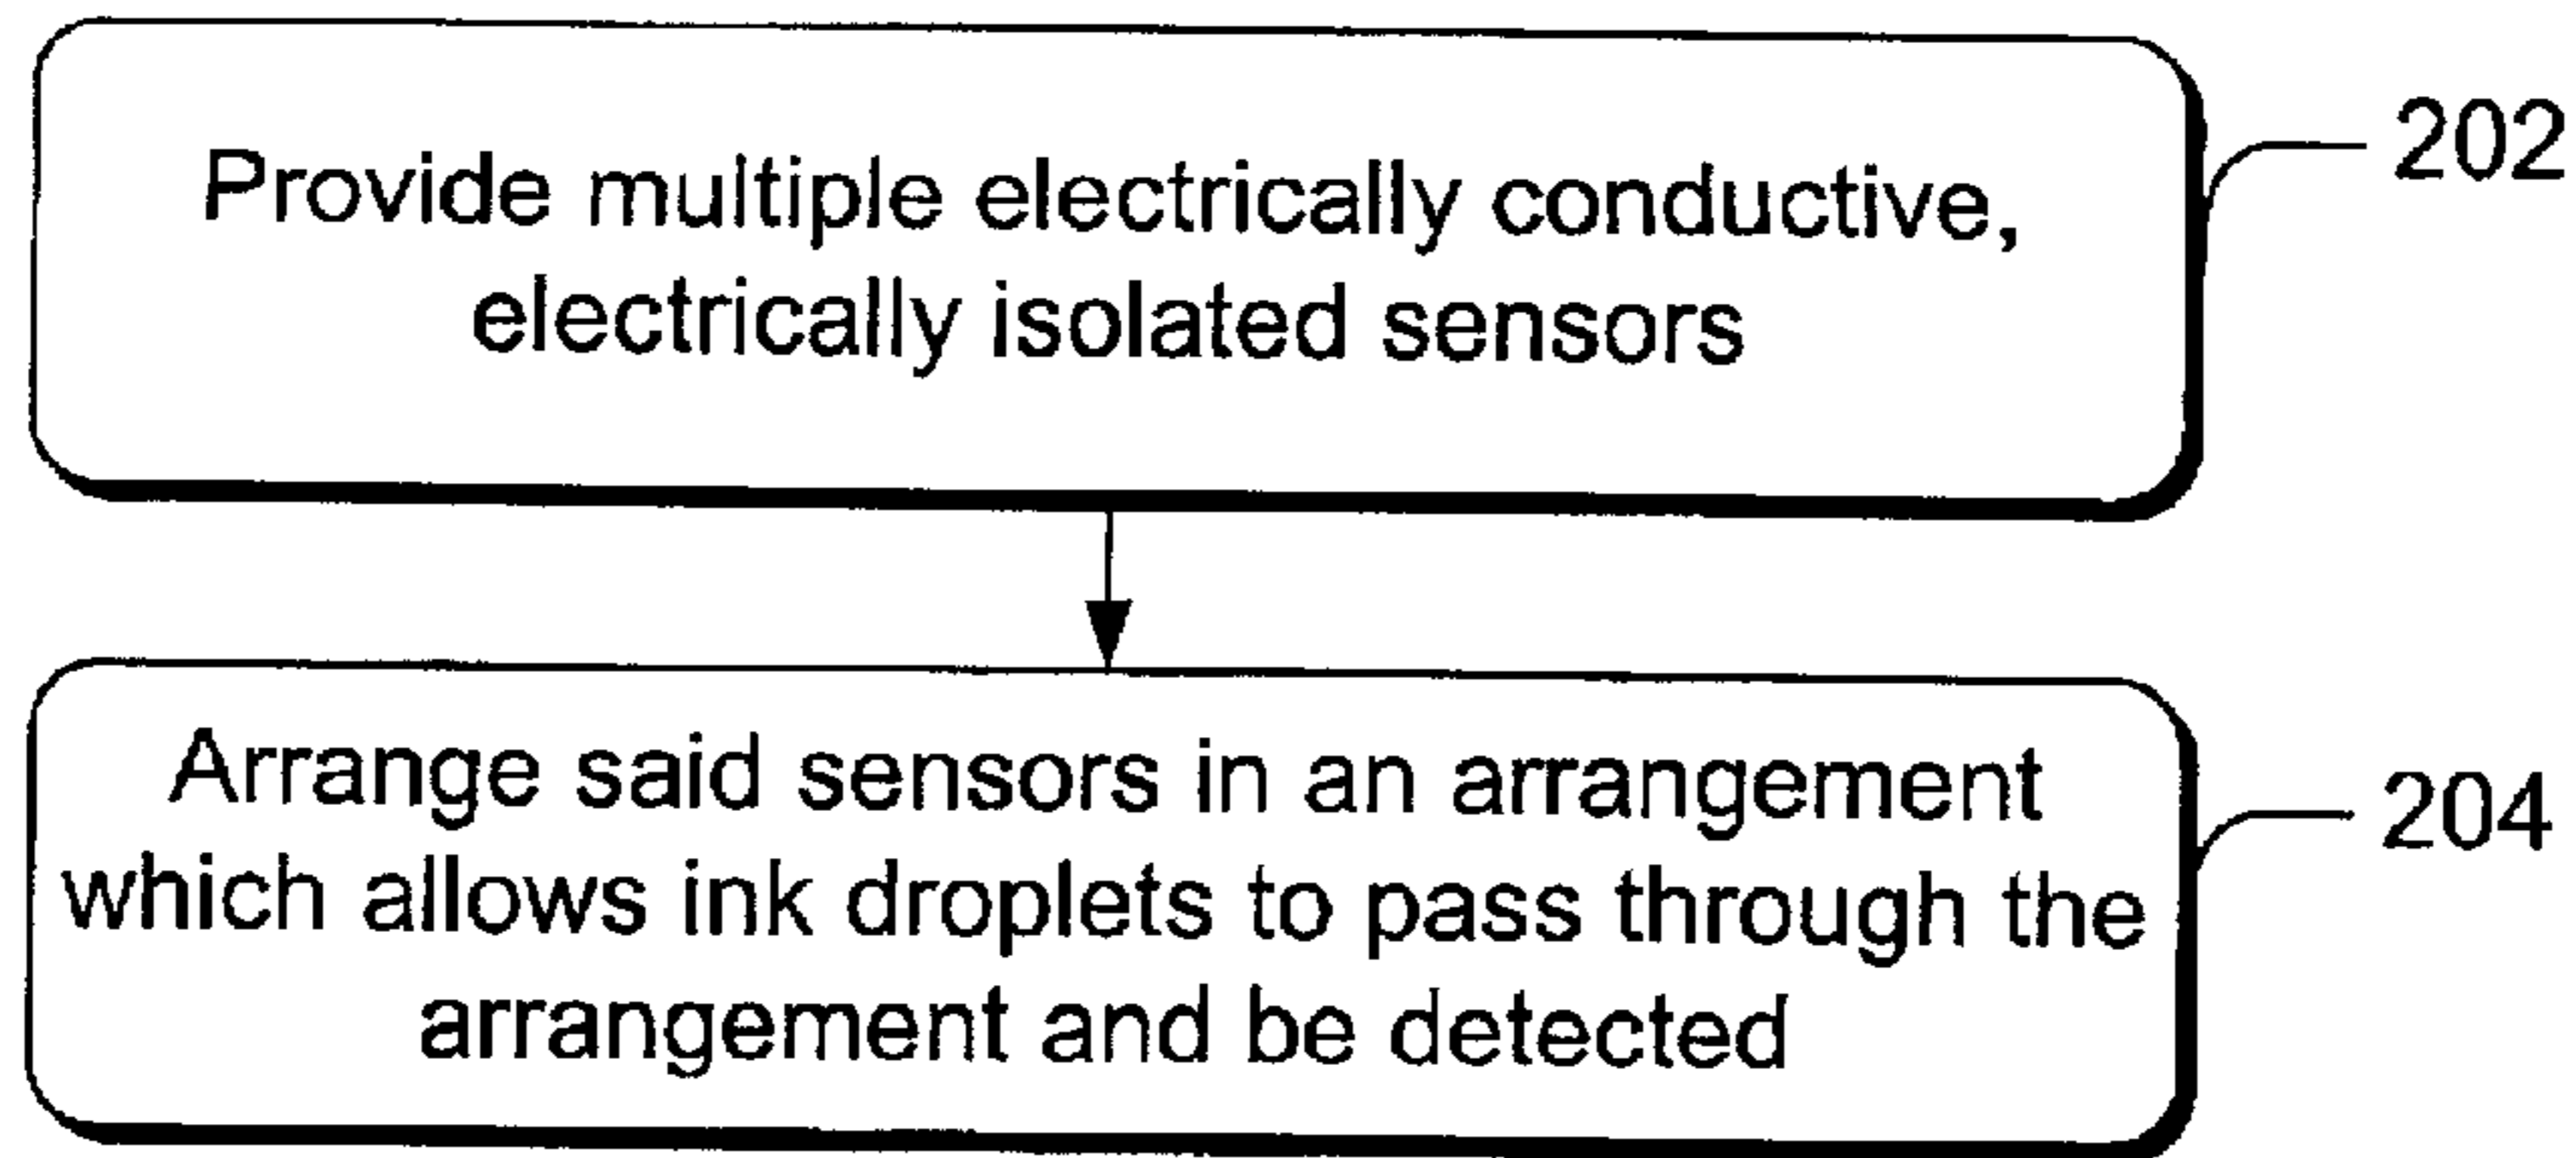 Provide multiple electrically conductive,
electrically isolated sensors
202
Arrange said sensors in an arrangement
which allows ink droplets to pass through the
arrangement and be detected
204